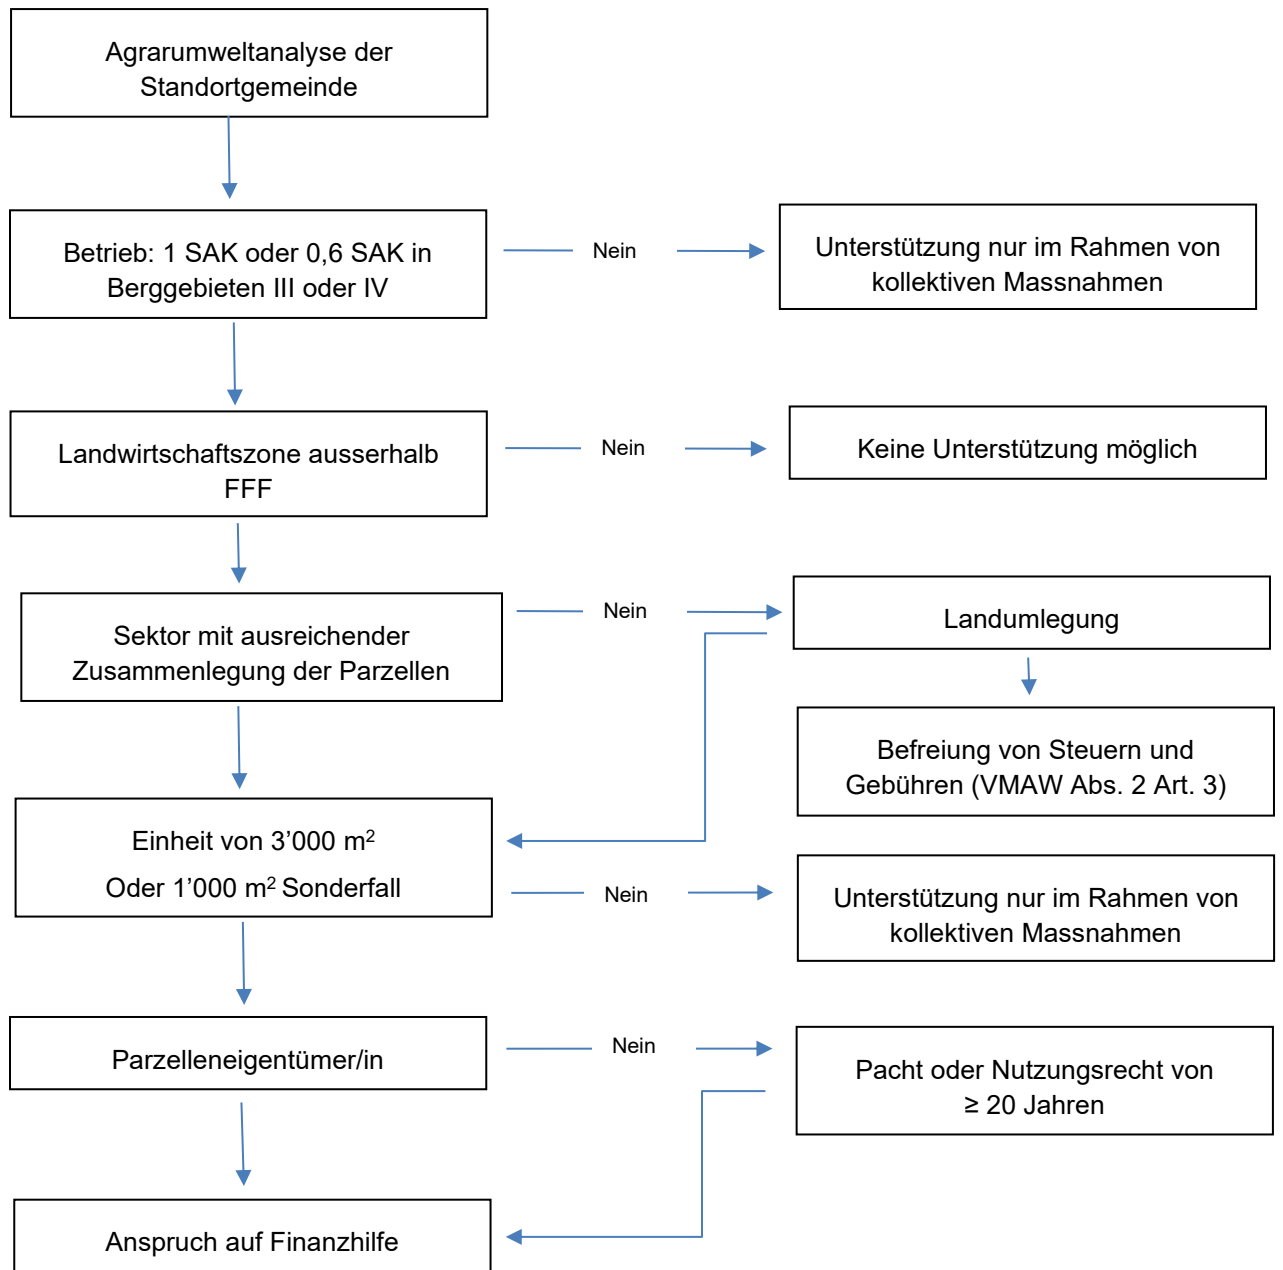 Agrarumweltanalyse der
Standortgemeinde
Betrieb: 1 SAK oder 0,6 SAK in
Berggebieten III oder IV
Nein
Unterstützung nur im Rahmen von
kollektiven Massnahmen
Landwirtschaftszone ausserhalb
FFF
Nein
Keine Unterstützung möglich
Sektor mit ausreichender
Zusammenlegung der Parzellen
Nein
Landumlegung
Befreiung von Steuern und
Gebühren (VMAW Abs. 2 Art. 3)
Einheit von 3’000 m²
Oder 1’000 m² Sonderfall
Nein
Unterstützung nur im Rahmen von
kollektiven Massnahmen
Parzelleneigentümer/in
Nein
Pacht oder Nutzungsrecht von
≥ 20 Jahren
Anspruch auf Finanzhilfe